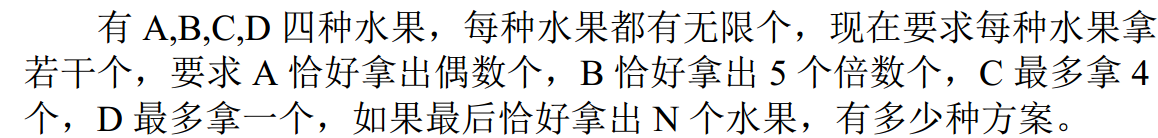 有 A,B,C,D 四种水果，每种水果都有无限个，现在要求每种水果拿
若干个，要求 A 恰好拿出偶数个，B 恰好拿出 5 个倍数个，C 最多拿 4
个，D 最多拿一个，如果最后恰好拿出 N 个水果，有多少种方案。